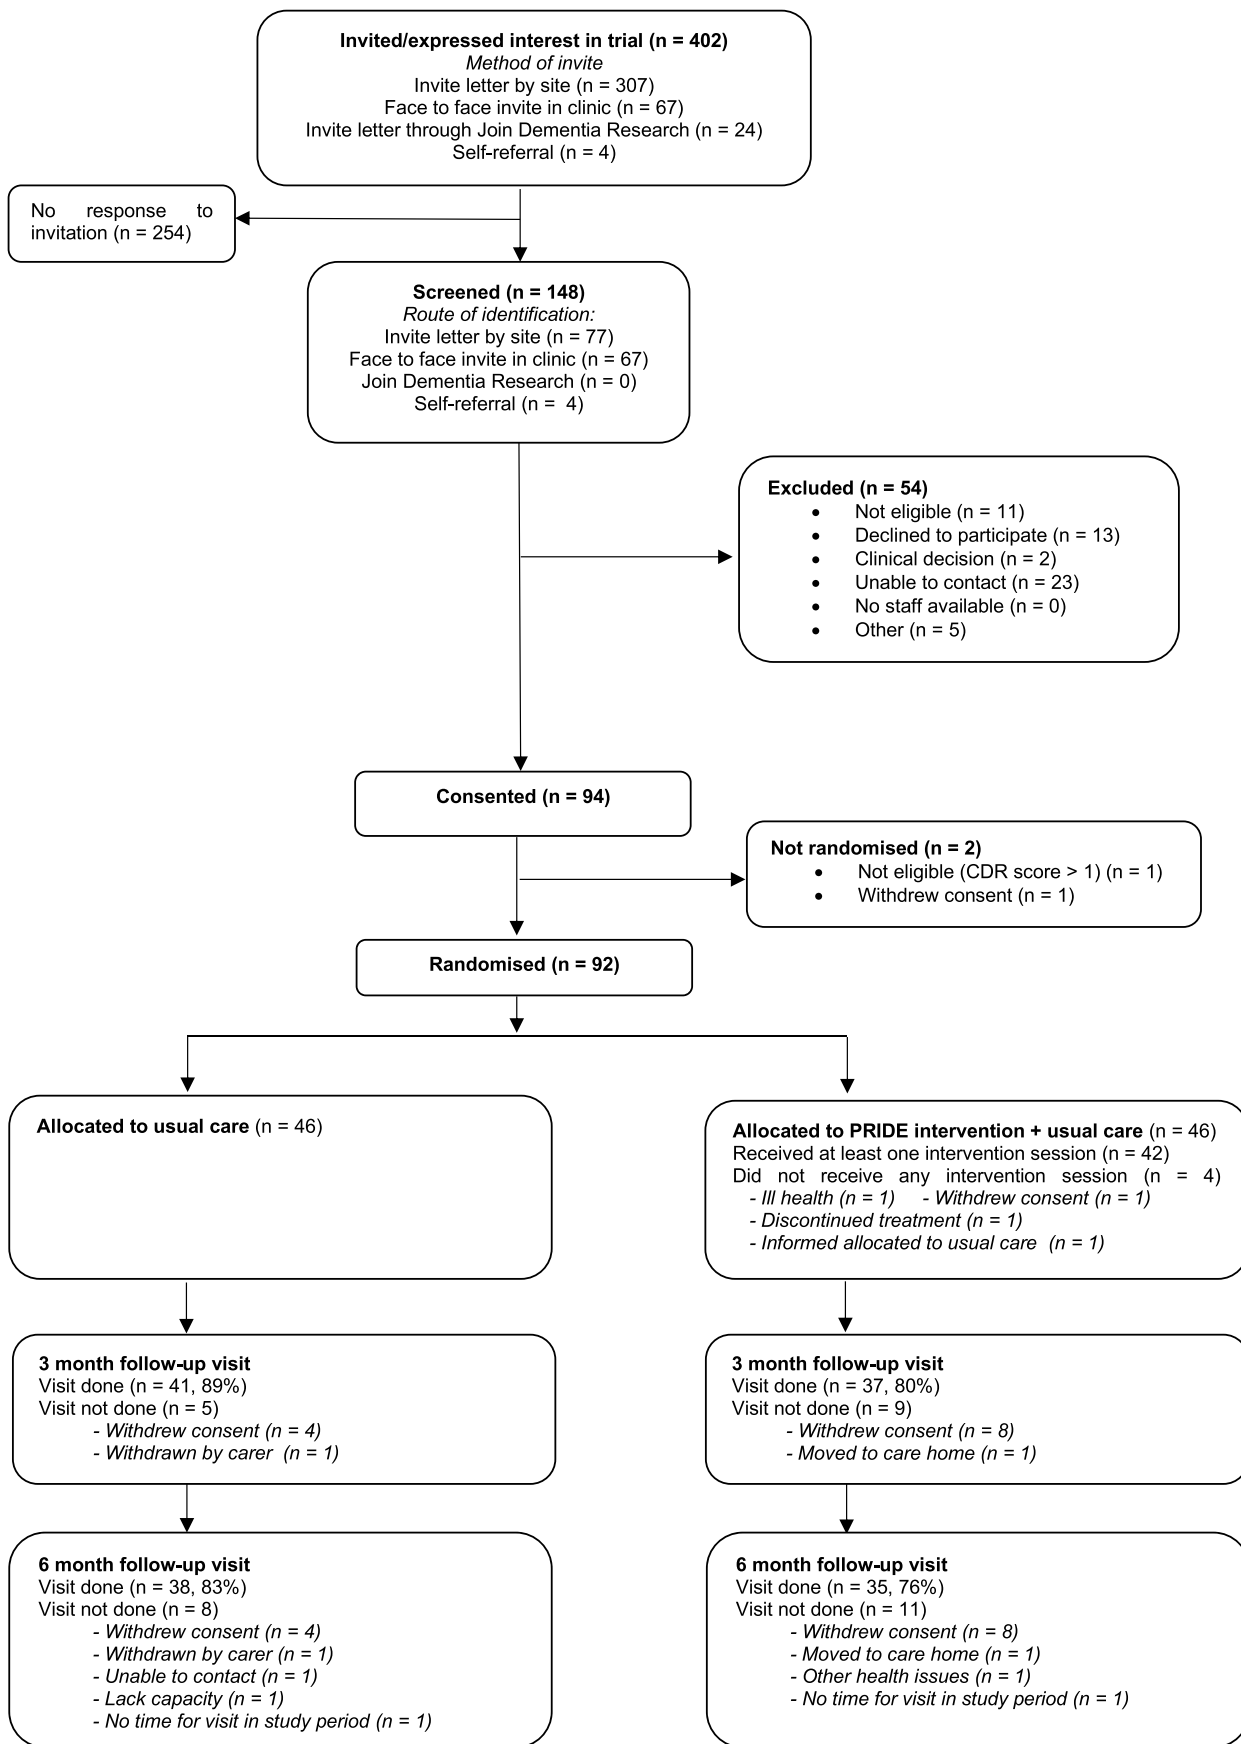 Invited/expressed interest in trial (n = 402)
Method of invite
Invite letter by site (n = 307)
Face to face invite in clinic (n = 67)
Invite letter through Join Dementia Research (n = 24)
Self-referral (n = 4)
No response to
invitation (n = 254)
Screened (n = 148)
Route of identification:
Invite letter by site (n = 77)
Face to face invite in clinic (n = 67)
Join Dementia Research (n = 0)
Self-referral (n = 4)
Excluded (n = 54)
• Not eligible (n = 11)
• Declined to participate (n = 13)
• Clinical decision (n = 2)
• Unable to contact (n = 23)
• No staff available (n = 0)
• Other (n = 5)
Consented (n = 94)
Not randomised (n = 2)
• Not eligible (CDR score > 1) (n = 1)
• Withdrew consent (n = 1)
Randomised (n = 92)
Allocated to usual care (n = 46)
Allocated to PRIDE intervention + usual care (n = 46)
Received at least one intervention session (n = 42)
Did not receive any intervention session (n = 4)
- Ill health (n = 1) - Withdrew consent (n = 1)
- Discontinued treatment (n = 1)
- Informed allocated to usual care (n = 1)
3 month follow-up visit
Visit done (n = 41, 89%)
Visit not done (n = 5)
- Withdrew consent (n = 4)
- Withdrawn by carer (n = 1)
3 month follow-up visit
Visit done (n = 37, 80%)
Visit not done (n = 9)
- Withdrew consent (n = 8)
- Moved to care home (n = 1)
6 month follow-up visit
Visit done (n = 38, 83%)
Visit not done (n = 8)
- Withdrew consent (n = 4)
- Withdrawn by carer (n = 1)
- Unable to contact (n = 1)
- Lack capacity (n = 1)
- No time for visit in study period (n = 1)
6 month follow-up visit
Visit done (n = 35, 76%)
Visit not done (n = 11)
- Withdrew consent (n = 8)
- Moved to care home (n = 1)
- Other health issues (n = 1)
- No time for visit in study period (n = 1)